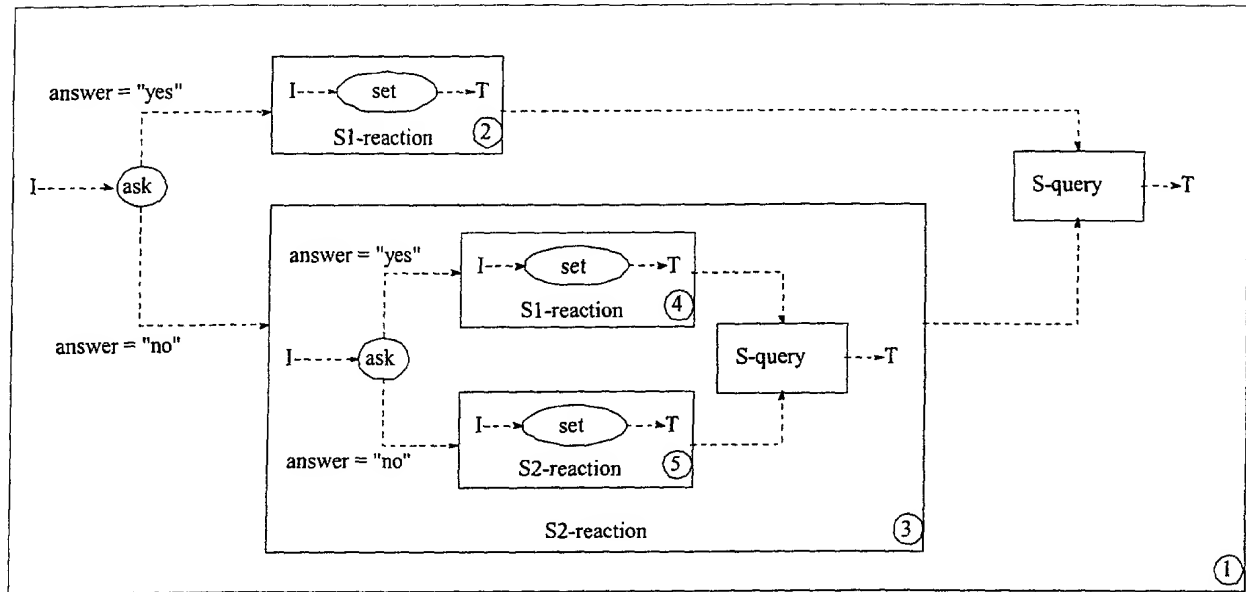 answer = "yes"
I
set
T
S1-reaction
2
I
ask
S-query
T
answer = "yes"
I
set
T
S1-reaction
4
answer = "no"
I
ask
S-query
T
I
set
T
answer = "no"
S2-reaction
5
S2-reaction
3
1